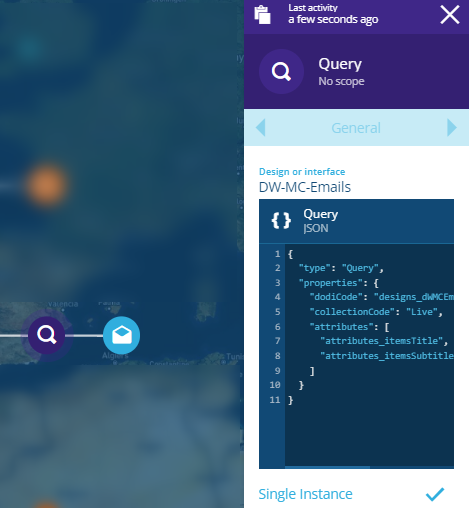 Last activity
a few seconds ago
Query
No scope
General
Design or interface
DW-MC-Emails
{ } Query
JSON
1 {
2 "type": "Query",
3 "properties": {
4 "dodiCode": "designs_dWMCEm
5 "collectionCode": "Live",
6 "attributes": [
7 "attributes_itemsTitle",
8 "attributes_itemsSubtitle
9 ]
10 }
11 }
Algiers
Single Instance